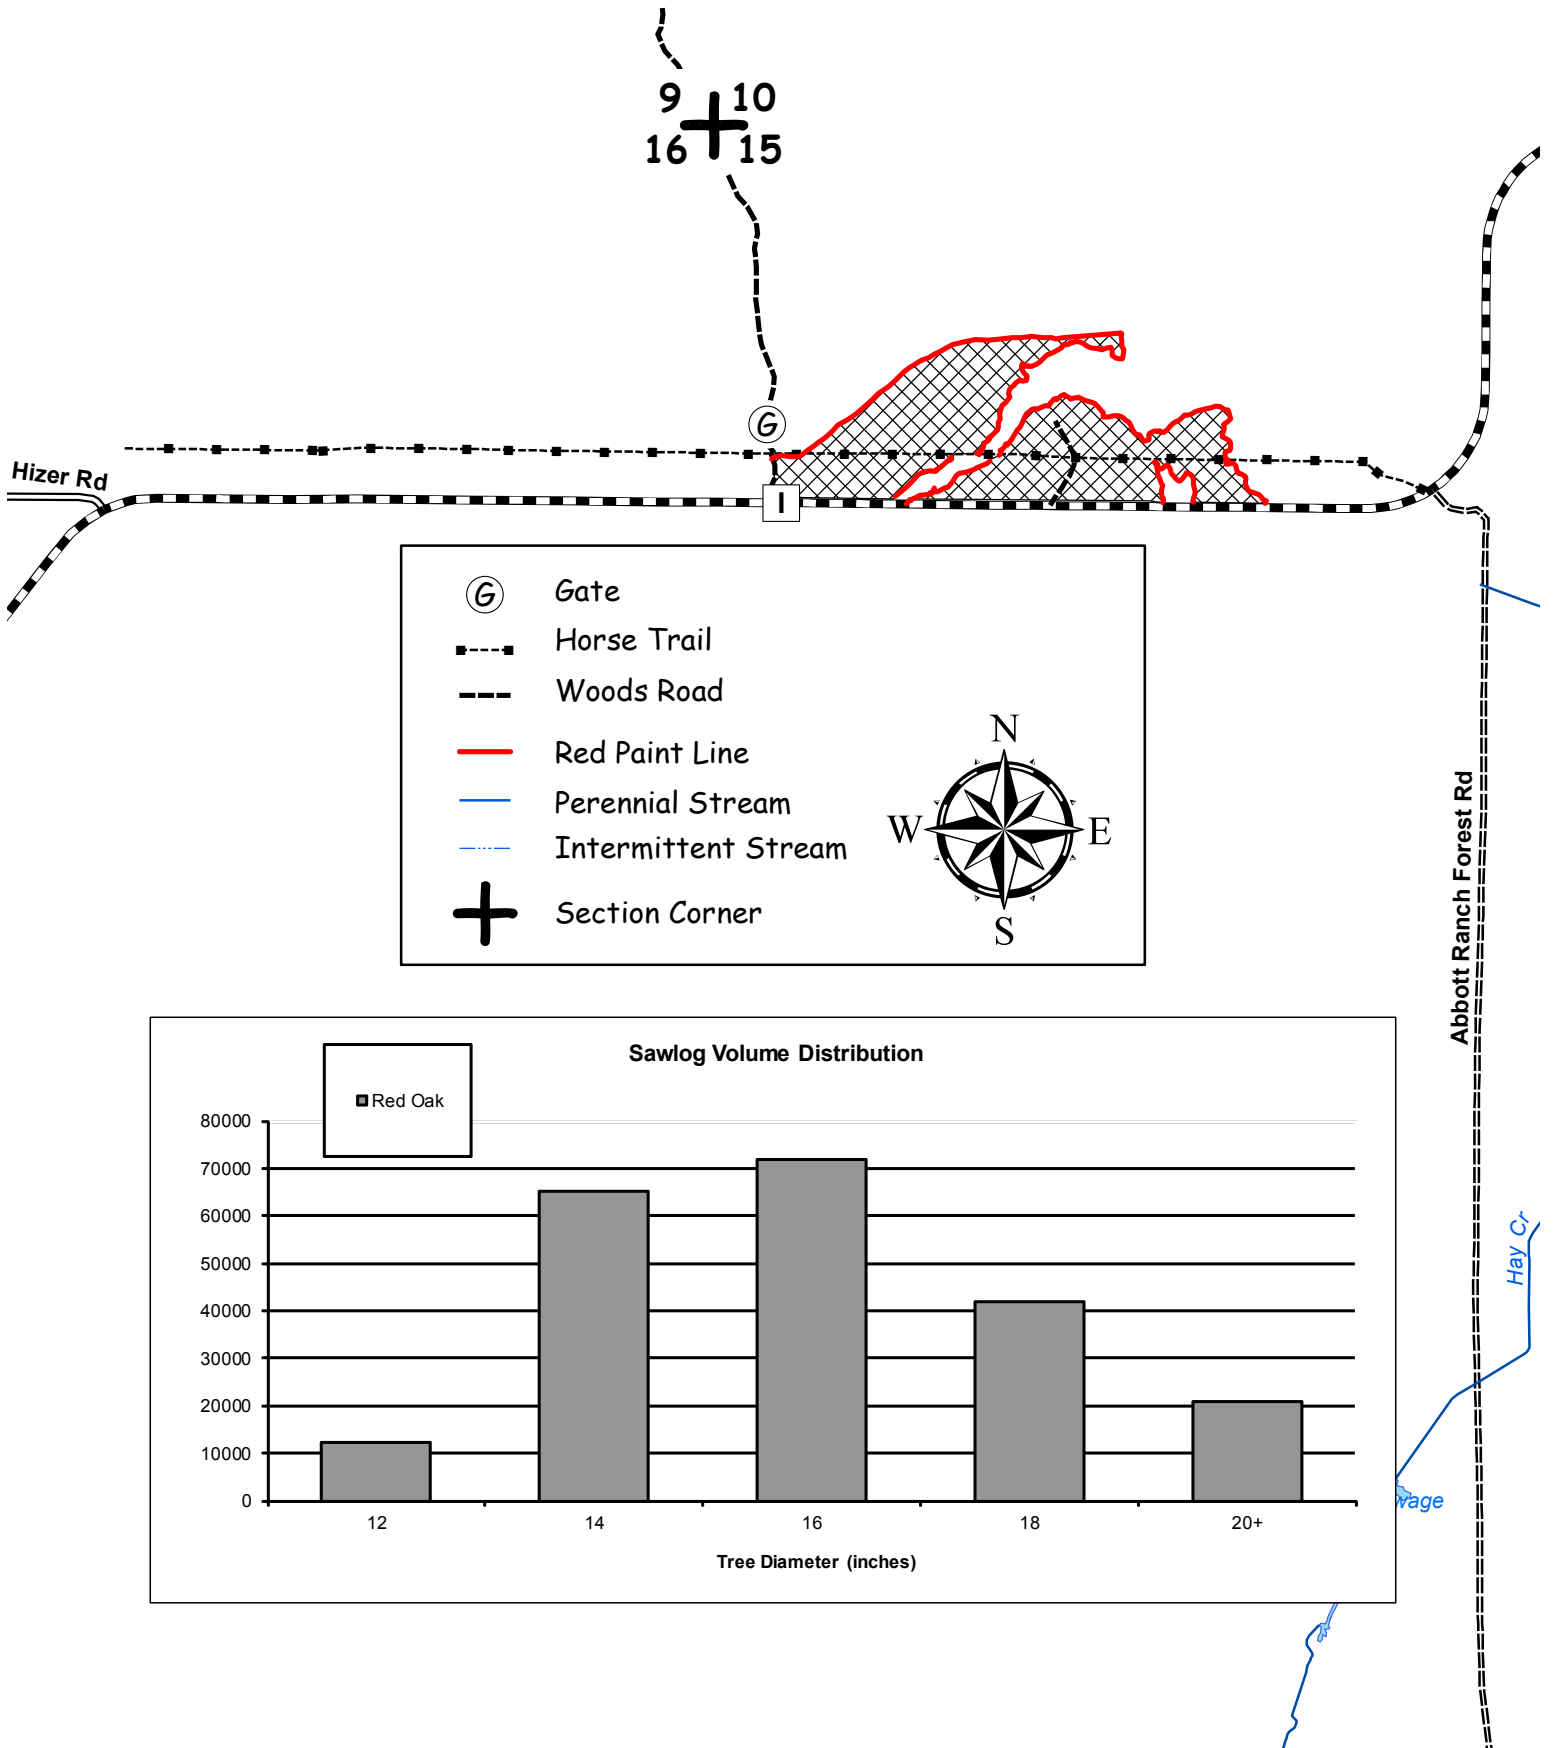 9 10
16 15
G
Hizer Rd
I
G Gate
Horse Trail
Woods Road
Red Paint Line
Perennial Stream
Intermittent Stream
Section Corner
N
W E
S
Abbott Ranch Forest Rd
Sawlog Volume Distribution
Red Oak
80000
70000
60000
50000
40000
30000
20000
10000
0
12 14 16 18 20+
Tree Diameter (inches)
Hay Cr